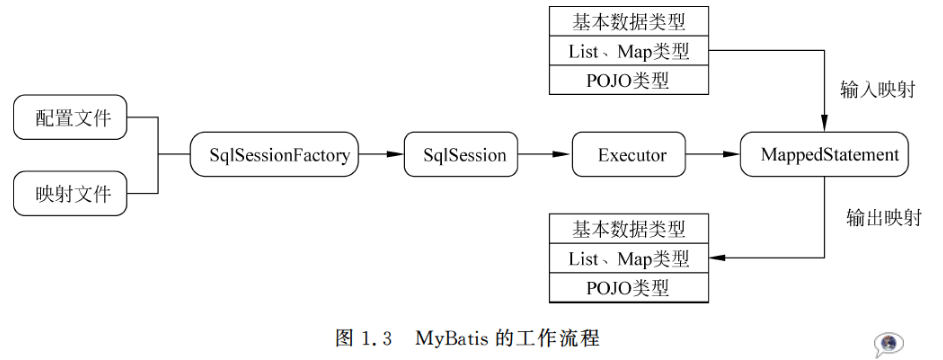 基本数据类型
List、Map类型
POJO类型
输入映射
配置文件
映射文件
SqlSessionFactory
SqlSession
Executor
MappedStatement
输出映射
基本数据类型
List、Map类型
POJO类型
图 1.3 MyBatis 的工作流程